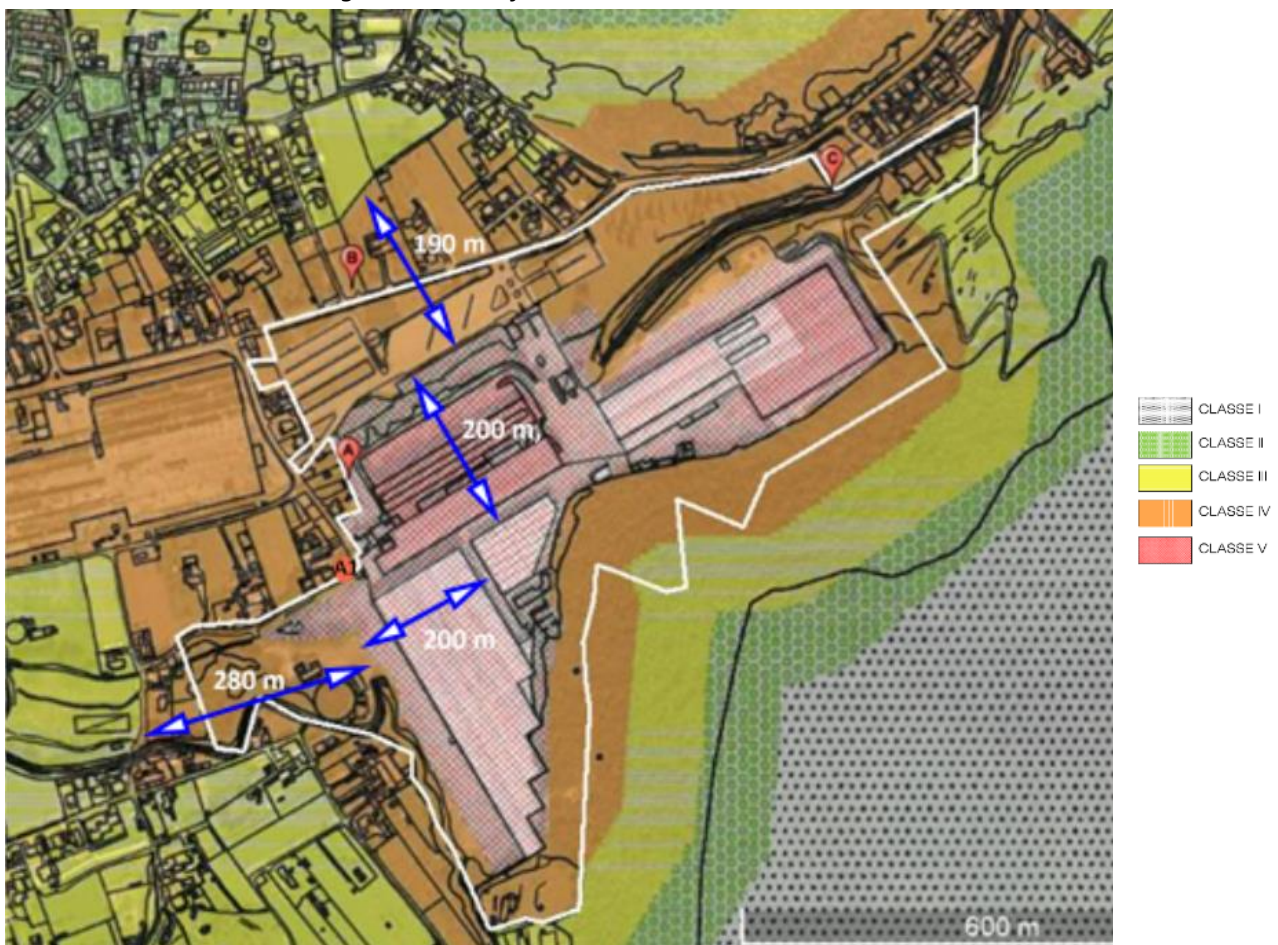 C
190 m
B
200 m
A
A1
200 m
280 m
600 m
CLASSE I
CLASSE II
CLASSE III
CLASSE IV
CLASSE V